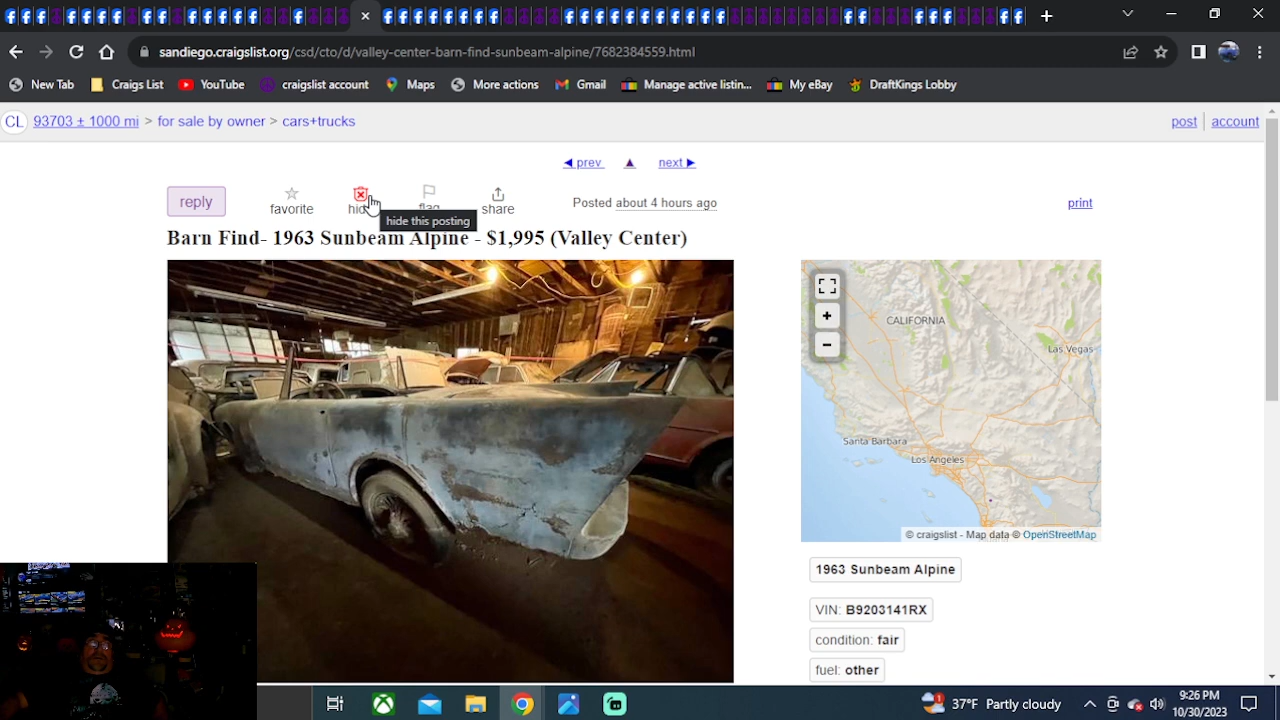 sandiego.craigslist.org/csd/cto/d/valley-center-barn-find-sunbeam-alpine/7682384559.html
New Tab Craigs List YouTube craigslist account Maps More actions Gmail Manage active listin... My eBay DraftKings Lobby
CL 93703 ± 1000 mi > for sale by owner > cars+trucks post account
◀ prev ▲ next ▶
reply favorite hid flag share Posted about 4 hours ago print
hide this posting
Barn Find- 1963 Sunbeam Alpine - $1,995 (Valley Center)
+
−
CALIFORNIA
Las Vegas
Santa Barbara
Los Angeles
© craigslist - Map data © OpenStreetMap
1963 Sunbeam Alpine
VIN: B9203141RX
condition: fair
fuel: other
1 37°F Partly cloudy 9:26 PM
10/30/2023